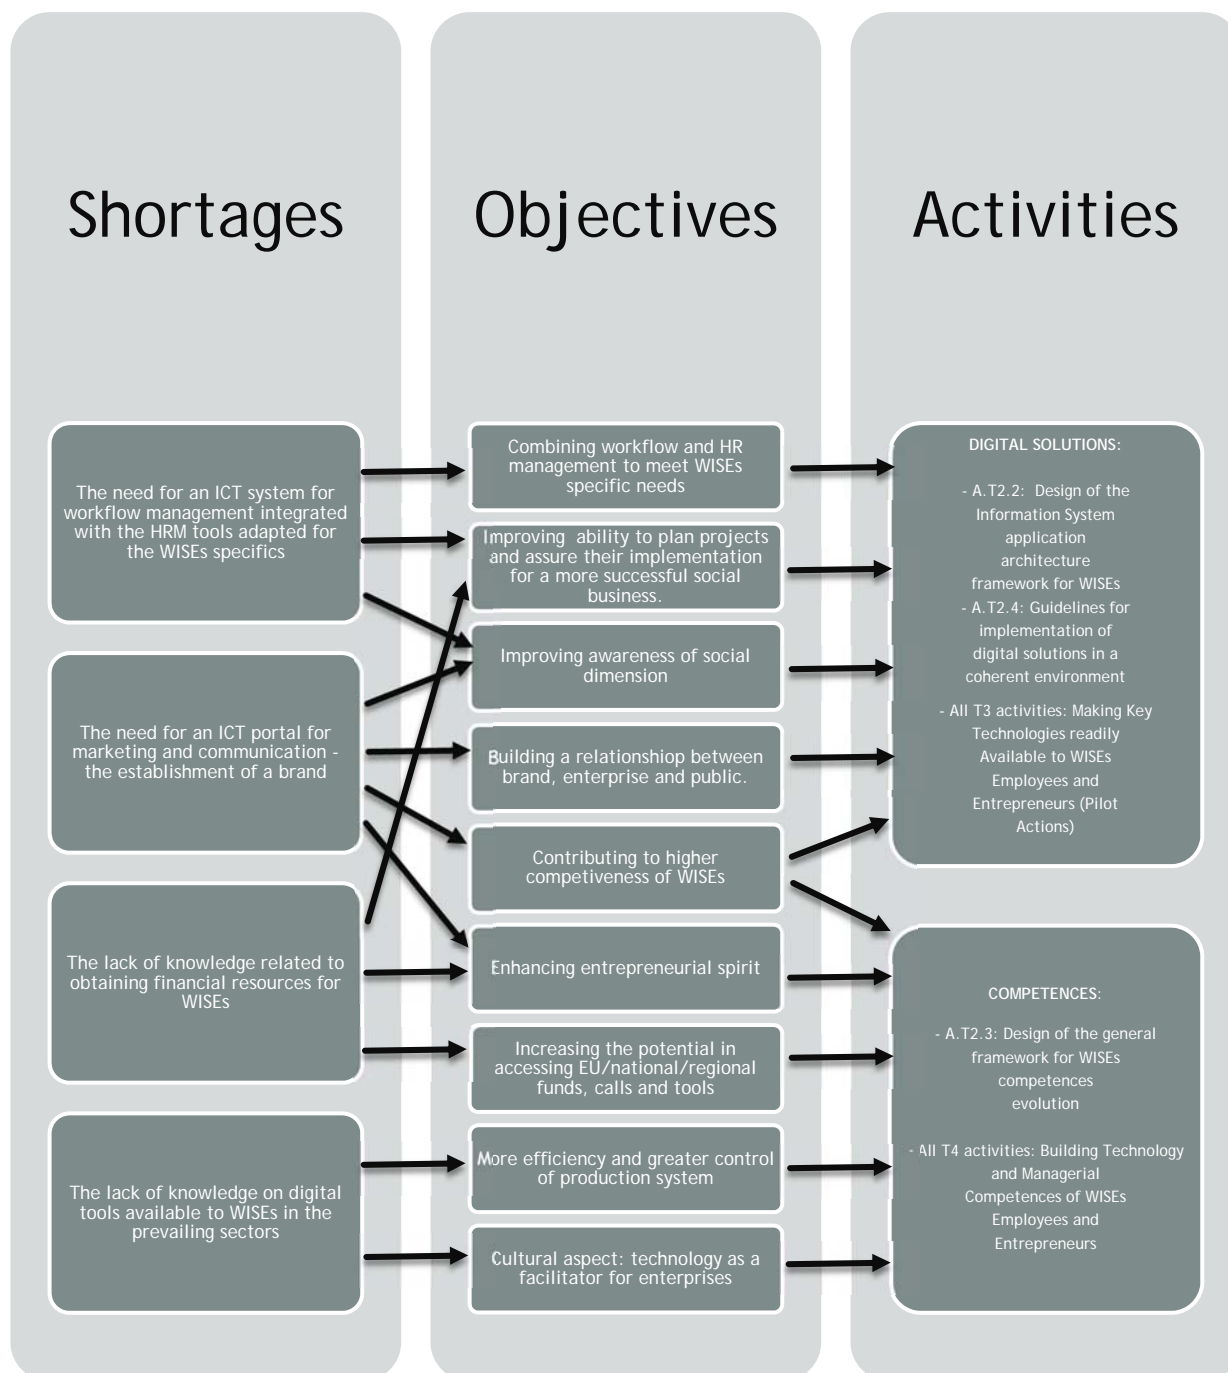 Shortages
The need for an ICT system for
workflow management integrated
with the HRM tools adapted for
the WISEs specifics
The need for an ICT portal for
marketing and communication -
the establishment of a brand
The lack of knowledge related to
obtaining financial resources for
WISEs
The lack of knowledge on digital
tools available to WISEs in the
prevailing sectors
Objectives
Combining workflow and HR
management to meet WISEs
specific needs
Improving ability to plan projects
and assure their implementation
for a more successful social
business.
Improving awareness of social
dimension
Building a relationshiop between
brand, enterprise and public.
Contributing to higher
competiveness of WISEs
Enhancing entrepreneurial spirit
Increasing the potential in
accessing EU/national/regional
funds, calls and tools
More efficiency and greater control
of production system
Cultural aspect: technology as a
facilitator for enterprises
Activities
DIGITAL SOLUTIONS:
- A.T2.2: Design of the
Information System
application
architecture
framework for WISEs
- A.T2.4: Guidelines for
implementation of
digital solutions in a
coherent environment
- All T3 activities: Making Key
Technologies readily
Available to WISEs
Employees and
Entrepreneurs (Pilot
Actions)
COMPETENCES:
- A.T2.3: Design of the general
framework for WISEs
competences
evolution
- All T4 activities: Building Technology
and Managerial
Competences of WISEs
Employees and
Entrepreneurs